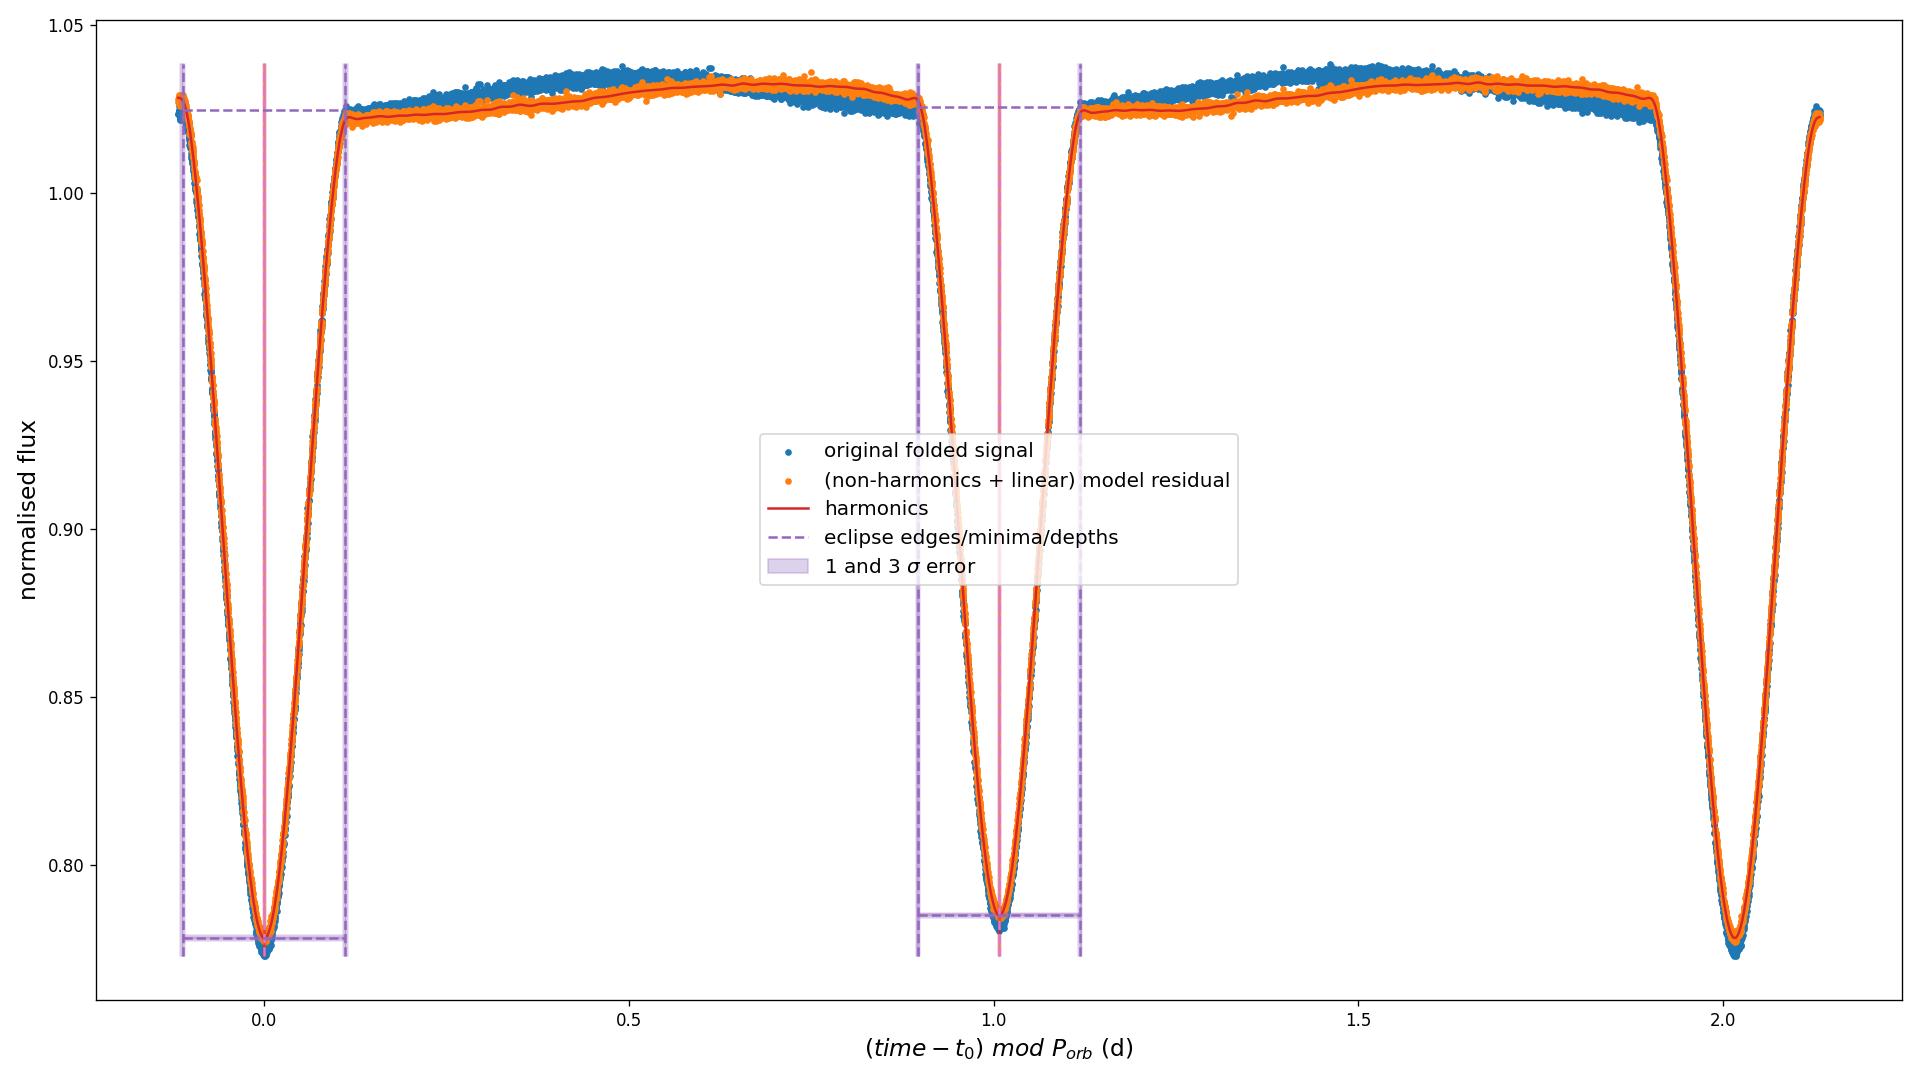 1.05
1.00
0.95
0.90
0.85
0.80
normalised flux
original folded signal
(non-harmonics + linear) model residual
harmonics
eclipse edges/minima/depths
1 and 3 σ error
0.0 0.5 1.0 1.5 2.0
(time − t₀) mod Pₒᵣb (d)